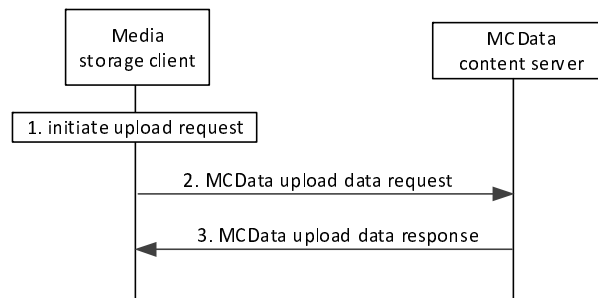 Media
storage client
MCData
content server
1. initiate upload request
2. MCData upload data request
3. MCData upload data response